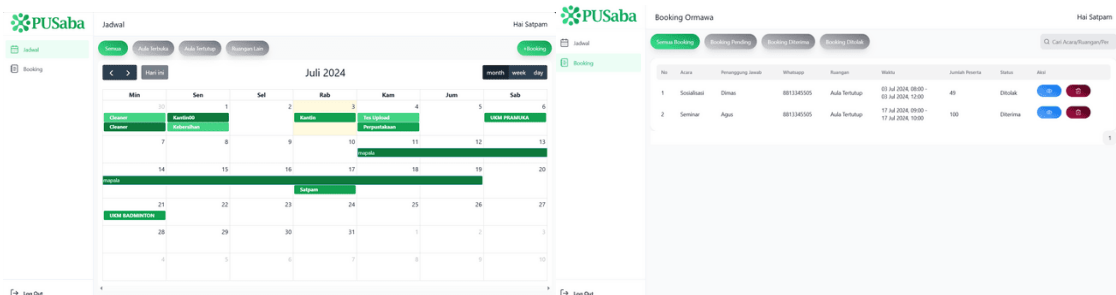 PUSaba
Jadwal
Hai Satpam
Jadwal
Booking
Semua
Aula Terbuka
Aula Tertutup
Ruangan Lain
+Booking
Hari ini
Juli 2024
month week day
Min Sen Sel Rab Kam Jum Sab
30 1 2 3 4 5 6
Cleaner Kantin00 Kantin Tes Upload UKM PRAMUKA
Cleaner Kebersihan Perpustakaan
7 8 9 10 11 12 13
mapala
14 15 16 17 18 19 20
mapala
Satpam
21 22 23 24 25 26 27
UKM BADMINTON
28 29 30 31 1 2 3
4 5 6 7 8 9 10
Log Out
PUSaba
Booking Ormawa
Hai Satpam
Jadwal
Booking
Semua Booking
Booking Pending
Booking Diterima
Booking Ditolak
Cari Acara/Ruangan/Pe
No Acara Penanggung Jawab Whatsapp Ruangan Waktu Jumlah Peserta Status Aksi
1 Sosialisasi Dimas 8813345505 Aula Tertutup 03 Jul 2024, 08:00 - 03 Jul 2024, 12:00 49 Ditolak
2 Seminar Agus 8813345505 Aula Tertutup 17 Jul 2024, 09:00 - 17 Jul 2024, 10:00 100 Diterima
1
Log Out